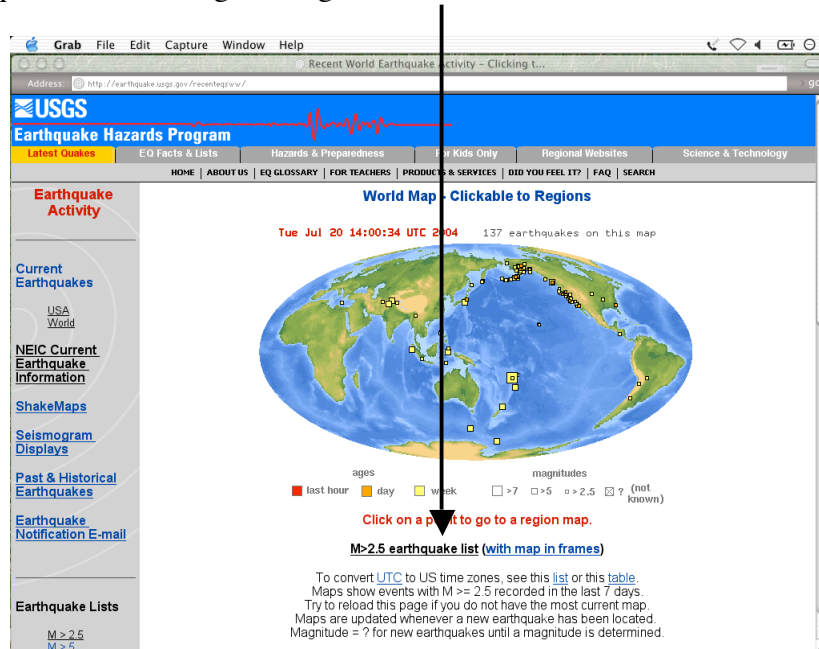 Grab File Edit Capture Window Help
Recent World Earthquake Activity – Clicking t...
Address: http://earthquake.usgs.gov/recenteqsww/
USGS
Earthquake Hazards Program
Latest Quakes EQ Facts & Lists Hazards & Preparedness For Kids Only Regional Websites Science & Technology
HOME | ABOUT US | EQ GLOSSARY | FOR TEACHERS | PRODUCTS & SERVICES | DID YOU FEEL IT? | FAQ | SEARCH
Earthquake
Activity
Current
Earthquakes
USA
World
NEIC Current
Earthquake
Information
ShakeMaps
Seismogram
Displays
Past & Historical
Earthquakes
Earthquake
Notification E-mail
Earthquake Lists
M > 2.5
M > 5
World Map - Clickable to Regions
Tue Jul 20 14:00:34 UTC 2004 137 earthquakes on this map
ages magnitudes
last hour day week >7 >5 >2.5 ? (not
known)
Click on a point to go to a region map.
M>2.5 earthquake list (with map in frames)
To convert UTC to US time zones, see this list or this table.
Maps show events with M >= 2.5 recorded in the last 7 days.
Try to reload this page if you do not have the most current map.
Maps are updated whenever a new earthquake has been located.
Magnitude = ? for new earthquakes until a magnitude is determined.